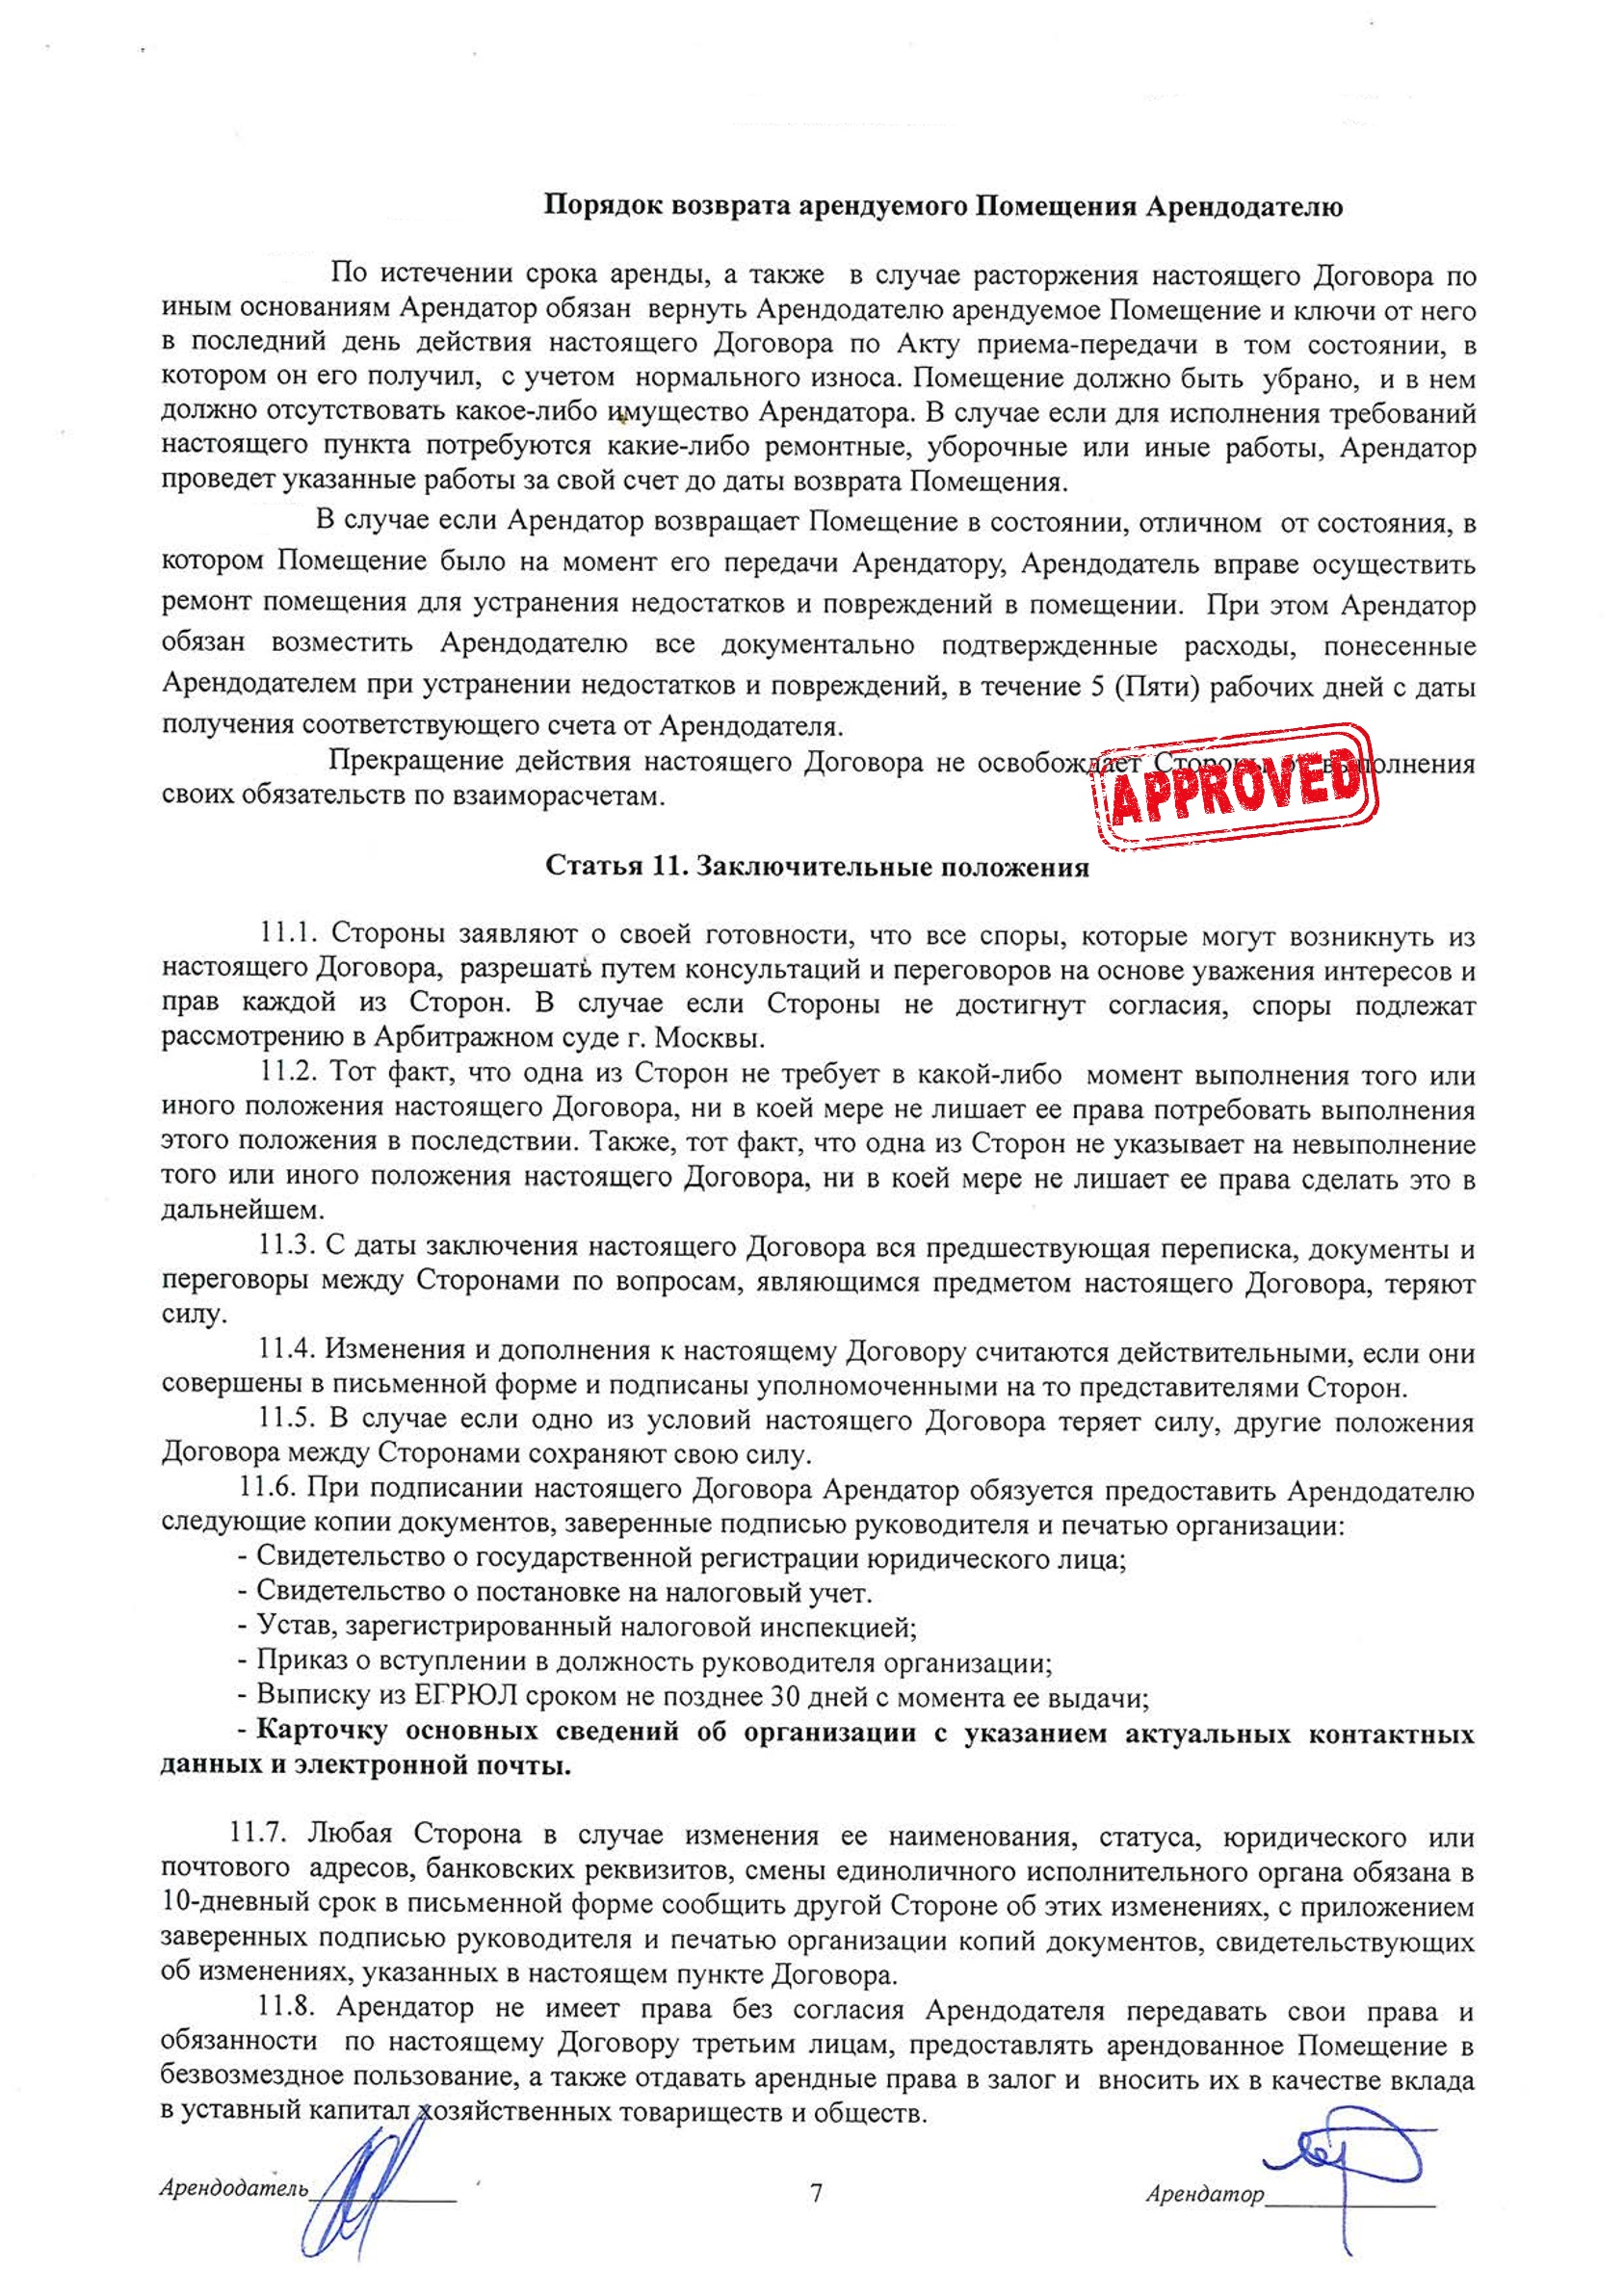 Порядок возврата арендуемого Помещения Арендодателю
По истечении срока аренды, а также в случае расторжения настоящего Договора по
иным основаниям Арендатор обязан вернуть Арендодателю арендуемое Помещение и ключи от него
в последний день действия настоящего Договора по Акту приема-передачи в том состоянии, в
котором он его получил, с учетом нормального износа. Помещение должно быть убрано, и в нем
должно отсутствовать какое-либо имущество Арендатора. В случае если для исполнения требований
настоящего пункта потребуются какие-либо ремонтные, уборочные или иные работы, Арендатор
проведет указанные работы за свой счет до даты возврата Помещения.
В случае если Арендатор возвращает Помещение в состоянии, отличном от состояния, в
котором Помещение было на момент его передачи Арендатору, Арендодатель вправе осуществить
ремонт помещения для устранения недостатков и повреждений в помещении. При этом Арендатор
обязан возместить Арендодателю все документально подтвержденные расходы, понесенные
Арендодателем при устранении недостатков и повреждений, в течение 5 (Пяти) рабочих дней с даты
получения соответствующего счета от Арендодателя.
Прекращение действия настоящего Договора не освобождает Стороны от выполнения
своих обязательств по взаиморасчетам.
APPROVED
Статья 11. Заключительные положения
11.1. Стороны заявляют о своей готовности, что все споры, которые могут возникнуть из
настоящего Договора, разрешать путем консультаций и переговоров на основе уважения интересов и
прав каждой из Сторон. В случае если Стороны не достигнут согласия, споры подлежат
рассмотрению в Арбитражном суде г. Москвы.
11.2. Тот факт, что одна из Сторон не требует в какой-либо момент выполнения того или
иного положения настоящего Договора, ни в коей мере не лишает ее права потребовать выполнения
этого положения в последствии. Также, тот факт, что одна из Сторон не указывает на невыполнение
того или иного положения настоящего Договора, ни в коей мере не лишает ее права сделать это в
дальнейшем.
11.3. С даты заключения настоящего Договора вся предшествующая переписка, документы и
переговоры между Сторонами по вопросам, являющимся предметом настоящего Договора, теряют
силу.
11.4. Изменения и дополнения к настоящему Договору считаются действительными, если они
совершены в письменной форме и подписаны уполномоченными на то представителями Сторон.
11.5. В случае если одно из условий настоящего Договора теряет силу, другие положения
Договора между Сторонами сохраняют свою силу.
11.6. При подписании настоящего Договора Арендатор обязуется предоставить Арендодателю
следующие копии документов, заверенные подписью руководителя и печатью организации:
- Свидетельство о государственной регистрации юридического лица;
- Свидетельство о постановке на налоговый учет.
- Устав, зарегистрированный налоговой инспекцией;
- Приказ о вступлении в должность руководителя организации;
- Выписку из ЕГРЮЛ сроком не позднее 30 дней с момента ее выдачи;
- Карточку основных сведений об организации с указанием актуальных контактных
данных и электронной почты.
11.7. Любая Сторона в случае изменения ее наименования, статуса, юридического или
почтового адресов, банковских реквизитов, смены единоличного исполнительного органа обязана в
10-дневный срок в письменной форме сообщить другой Стороне об этих изменениях, с приложением
заверенных подписью руководителя и печатью организации копий документов, свидетельствующих
об изменениях, указанных в настоящем пункте Договора.
11.8. Арендатор не имеет права без согласия Арендодателя передавать свои права и
обязанности по настоящему Договору третьим лицам, предоставлять арендованное Помещение в
безвозмездное пользование, а также отдавать арендные права в залог и вносить их в качестве вклада
в уставный капитал хозяйственных товариществ и обществ.
Арендодатель 7 Арендатор